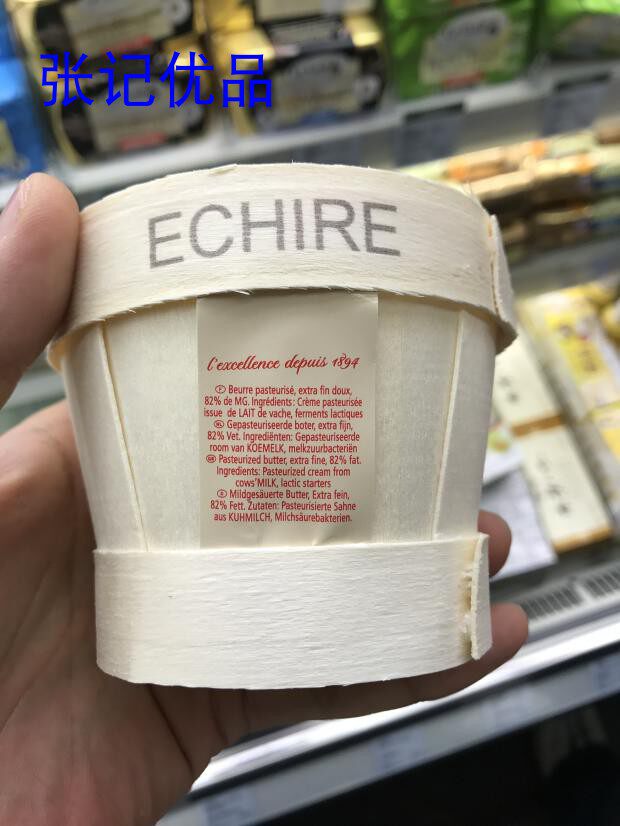 张记优品
ECHIRE
l'excellence depuis 1894
F Beurre pasteurisé, extra fin doux,
82% de MG. Ingrédients: Crème pasteurisée
issue de LAIT de vache, ferments lactiques
NL Gepasteuriseerde boter, extra fijn,
82% Vet. Ingrediënten: Gepasteuriseerde
room van KOEMELK, melkzuurbacteriën
GB Pasteurized butter, extra fine, 82% fat.
Ingredients: Pasteurized cream from
cows'MILK, lactic starters
D Mildgesäuerte Butter, Extra fein,
82% Fett. Zutaten: Pasteurisierte Sahne
aus KUHMILCH, Milchsäurebakterien.